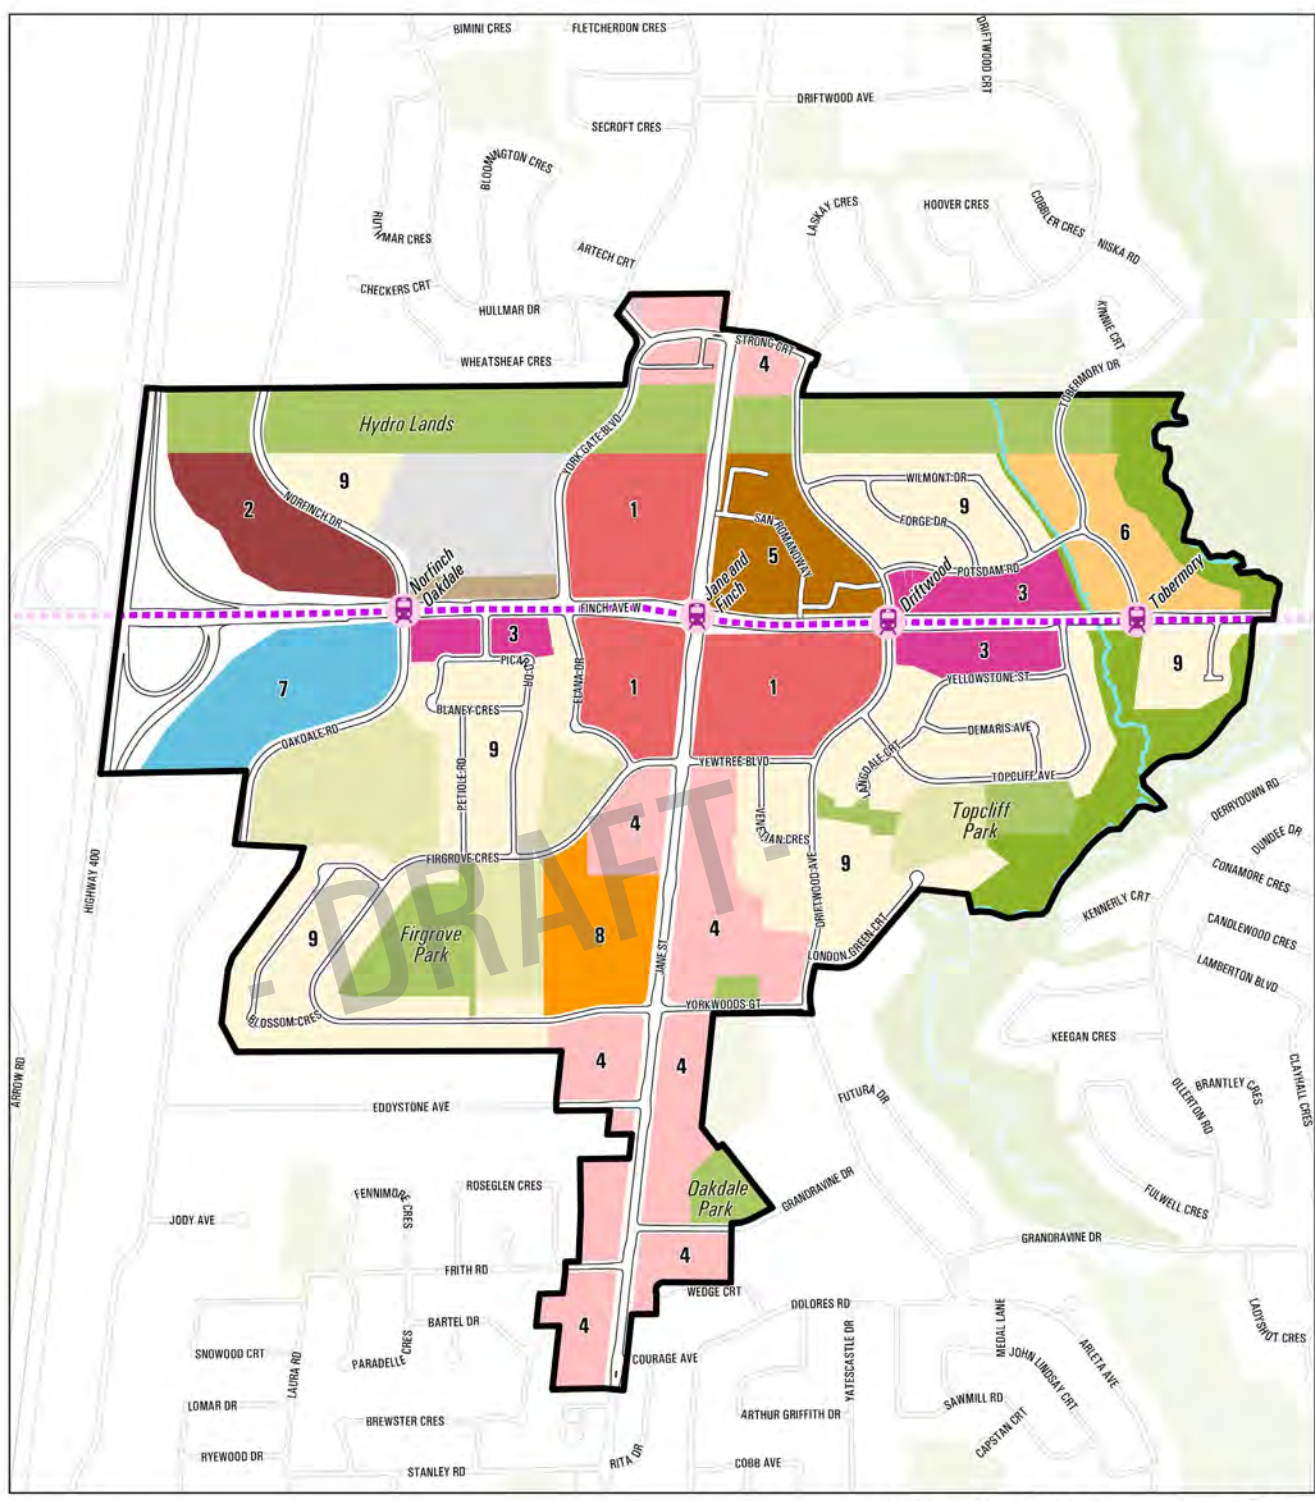 BIMINI CRES
FLETCHERDON CRES
DRIFTWOOD CRT
DRIFTWOOD AVE
SECROFT CRES
CRES
LASKAY CRES
HOOVER CRES
COBBLER CRES
NISKA RD
MAR CRES
ARTECH CRT
CHECKERS CRT
HULLMAR DR
KINNIE CRT
WHEATSHEAF CRES
STRONG CRT
4
TOBERMORY DR
Hydro Lands
YORK GATE BLVD
9
2
NORFINCH DR
1
SAN ROMANOWAY
5
WILMONT DR
9
FORGE DR
6
POTSDAM RD
Norfinch
Oakdale
Jane and
Finch
Driftwood
Tobermory
3
FINCH AVE W
3
PICARDY DR
3
9
7
ELANA DR
1
1
YELLOWSTONE ST
BLANEY CRES
OAKDALE RD
9
DEMARIS AVE
LANGDALE CRT
YEWTREE BLVD
TOPCLIFF AVE
PETIOLE RD
4
VENETIAN CRES
Topcliff
Park
DERRYDOWN RD
DUNDEE DR
FIRGROVE CRES
DRIFTWOOD AVE
9
CONAMORE CRES
HIGHWAY 400
- DRAFT -
KENNERLY CRT
9
Firgrove
Park
8
4
LONDON GREEN CRT
CANDLEWOOD CRES
JANE ST
LAMBERTON BLVD
YORKWOODS GT
BLOSSOM CRES
KEEGAN CRES
4
4
ARROW RD
CLAYHALL CRES
BRANTLEY CRES
OLLERTON RD
FUTURA DR
EDDYSTONE AVE
ROSEGLEN CRES
Oakdale
Park
GRANDRAVINE DR
FENNIMORE CRES
FULWELL CRES
JODY AVE
GRANDRAVINE DR
4
FRITH RD
WEDGE CRT
DOLORES RD
BARTEL DR
4
MEDAL LANE
LADYSHOT CRES
SNOWOOD CRT
PARADELLE CRES
LAURA RD
COURAGE AVE
YATESCASTLE DR
JOHN LINDSAY CRT
ARLETA AVE
LOMAR DR
BREWSTER CRES
ARTHUR GRIFFITH DR
SAWMILL RD
CAPSTAN CRT
RYEWOOD DR
STANLEY RD
RITA DR
COBB AVE